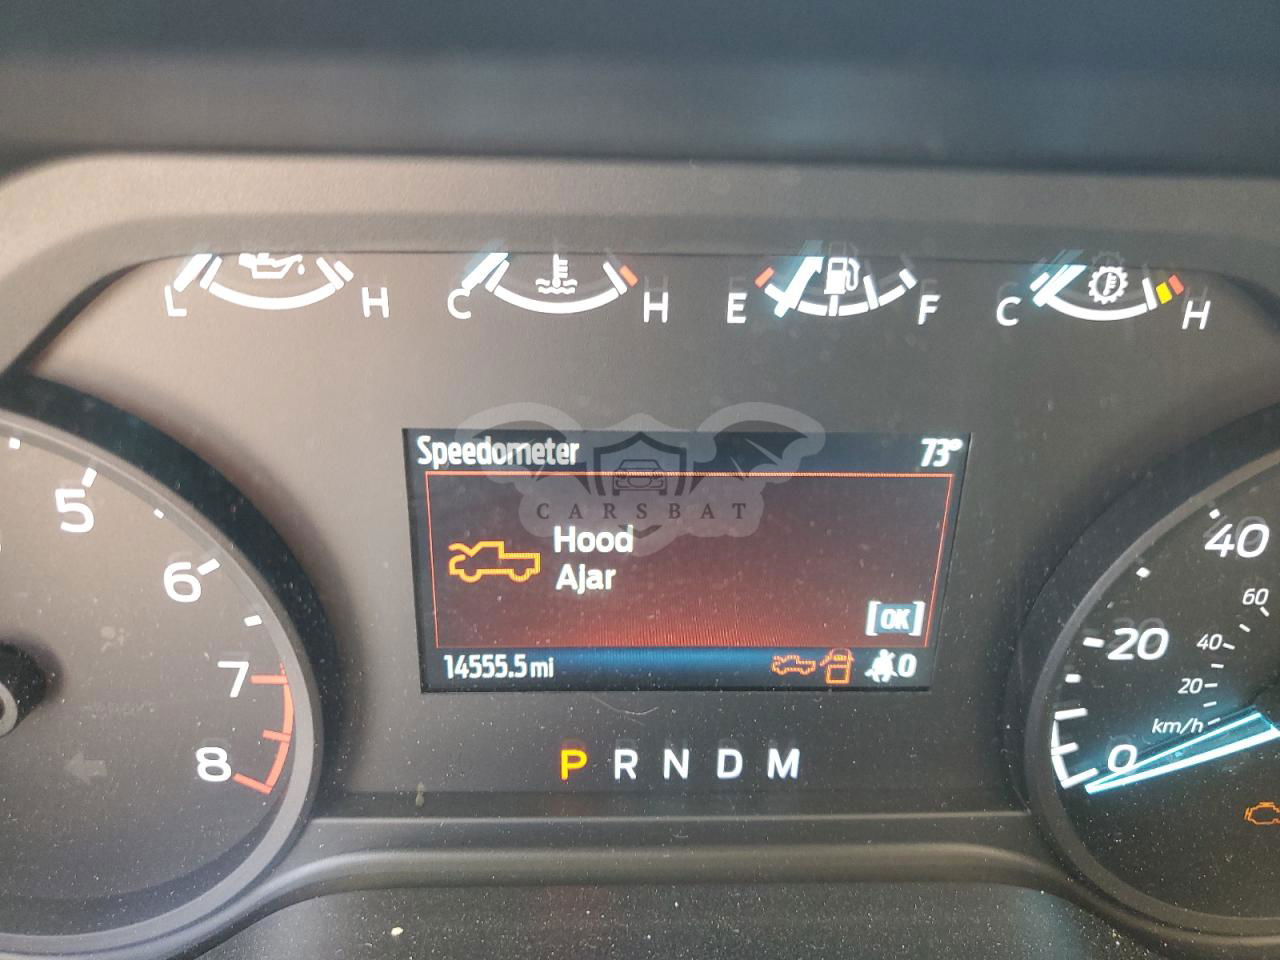 L H C H E F C H
Speedometer 73°
CARSBAT
Hood
Ajar
[OK]
14555.5 mi 0
5
6
7
8
P R N D M
40
60
20
40
20
km/h
0